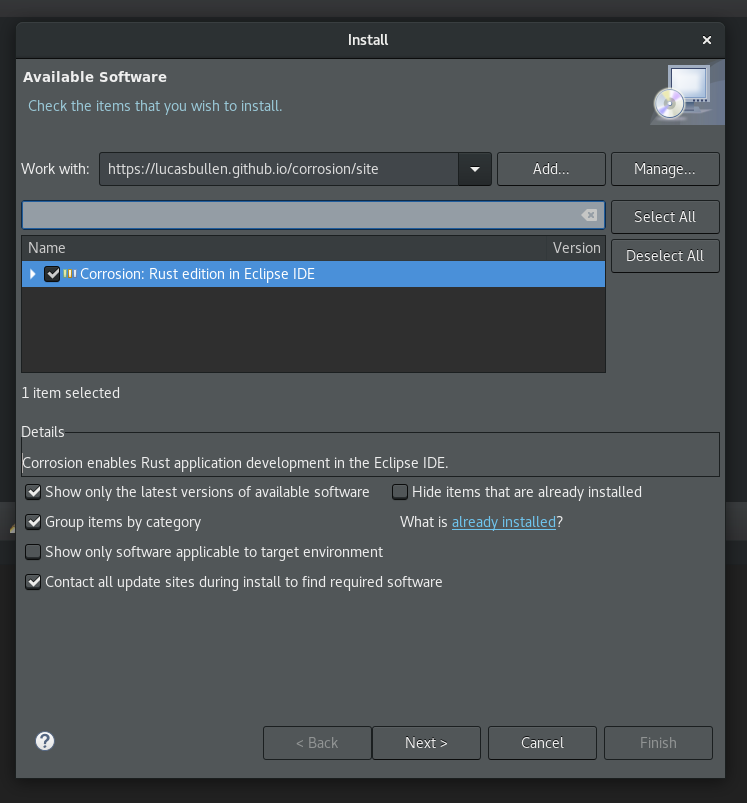 Install
Available Software
Check the items that you wish to install.
Work with: https://lucasbullen.github.io/corrosion/site Add... Manage...
Select All
Name Version
Deselect All
Corrosion: Rust edition in Eclipse IDE
1 item selected
Details
Corrosion enables Rust application development in the Eclipse IDE.
Show only the latest versions of available software Hide items that are already installed
Group items by category What is already installed?
Show only software applicable to target environment
Contact all update sites during install to find required software
? < Back Next > Cancel Finish